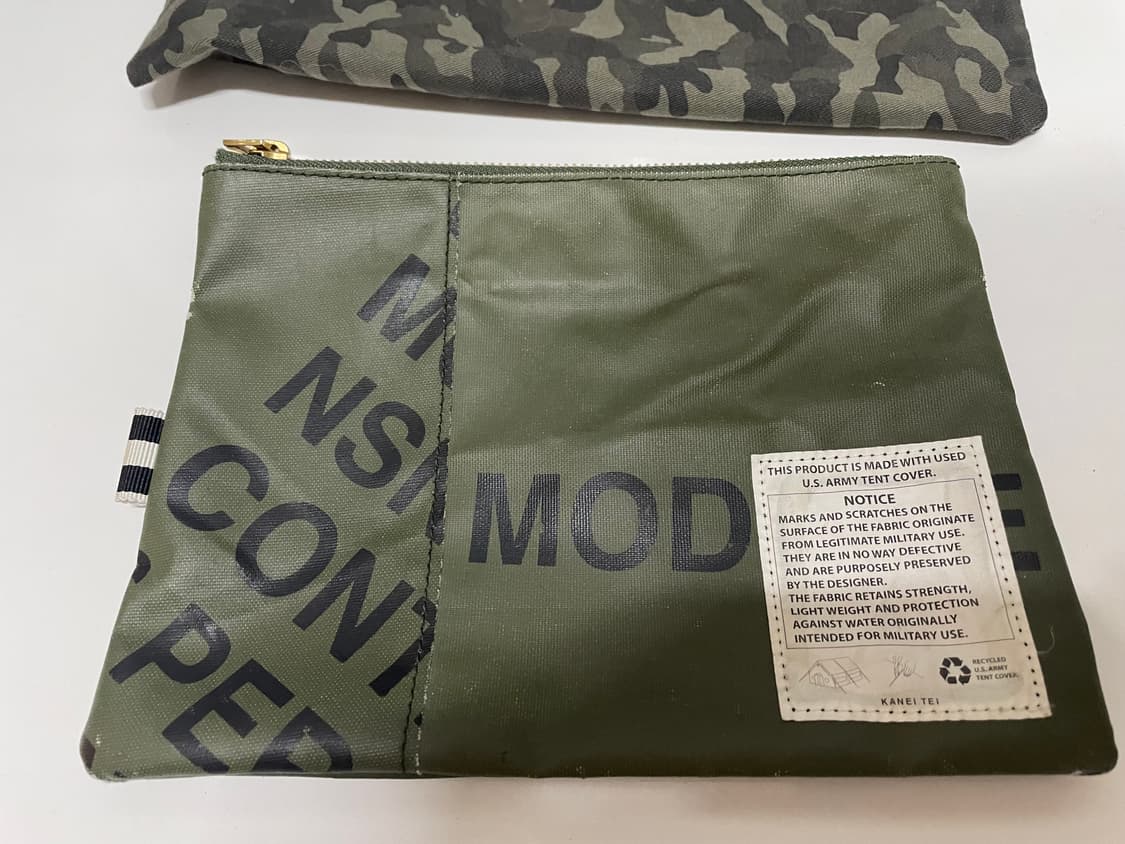 M
NSI
CONT
PER
MOD
E
THIS PRODUCT IS MADE WITH USED
U.S. ARMY TENT COVER.
NOTICE
MARKS AND SCRATCHES ON THE
SURFACE OF THE FABRIC ORIGINATE
FROM LEGITIMATE MILITARY USE.
THEY ARE IN NO WAY DEFECTIVE
AND ARE PURPOSELY PRESERVED
BY THE DESIGNER.
THE FABRIC RETAINS STRENGTH,
LIGHT WEIGHT AND PROTECTION
AGAINST WATER ORIGINALLY
INTENDED FOR MILITARY USE.
RECYCLED
U.S. ARMY
TENT COVER.
KANEI TEI